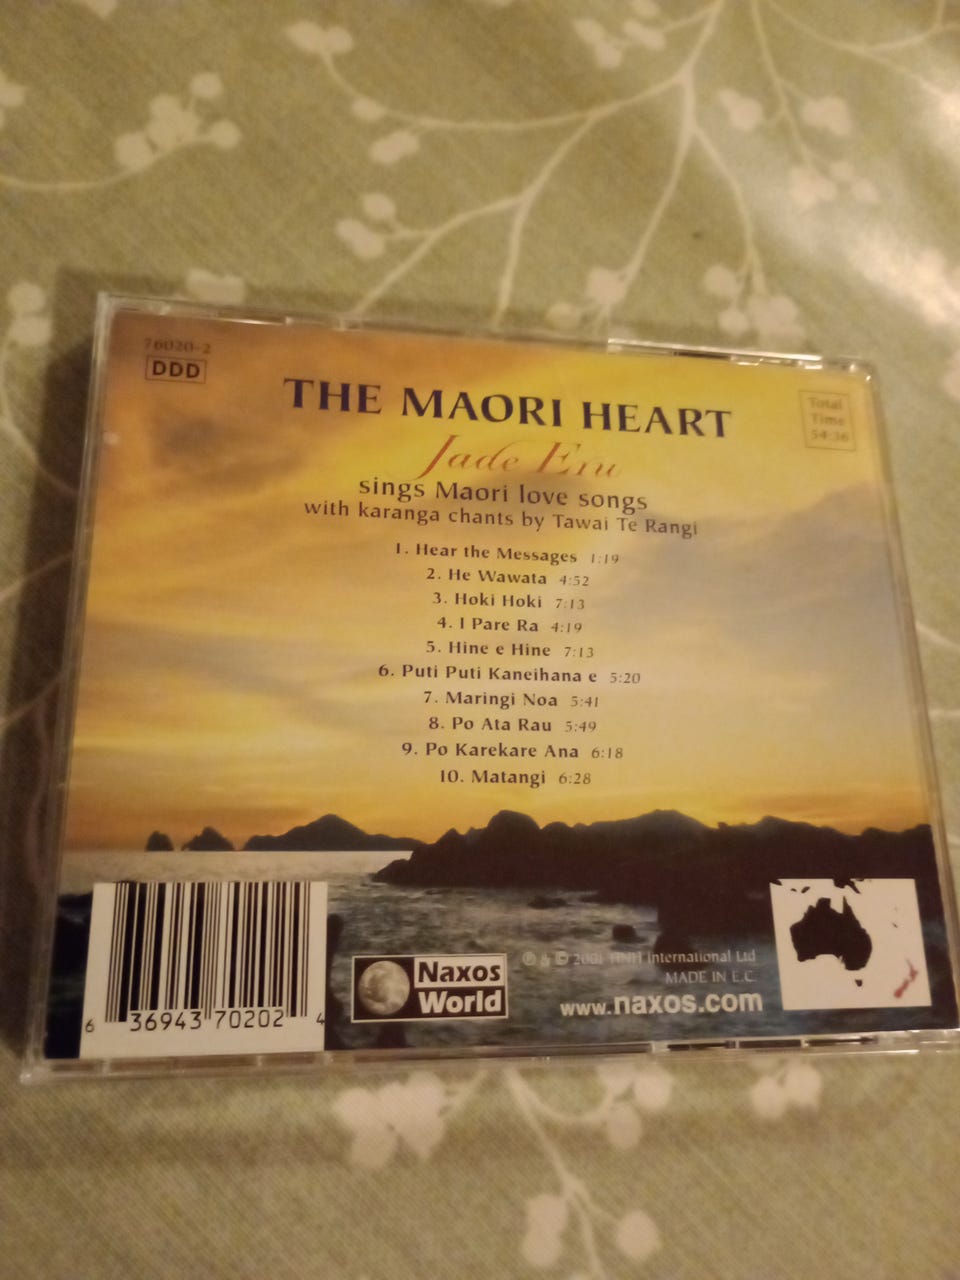 76020-2
DDD
THE MAORI HEART
Total
Time
54:36
Jade Eru
sings Maori love songs
with karanga chants by Tawai Te Rangi
1. Hear the Messages 1:19
2. He Wawata 4:52
3. Hoki Hoki 7:13
4. I Pare Ra 4:19
5. Hine e Hine 7:13
6. Puti Puti Kaneihana e 5:20
7. Maringi Noa 5:41
8. Po Ata Rau 5:49
9. Po Karekare Ana 6:18
10. Matangi 6:28
6 36943 70202 4
Naxos
World
℗ & © 2001 HNH International Ltd
MADE IN E.C.
www.naxos.com